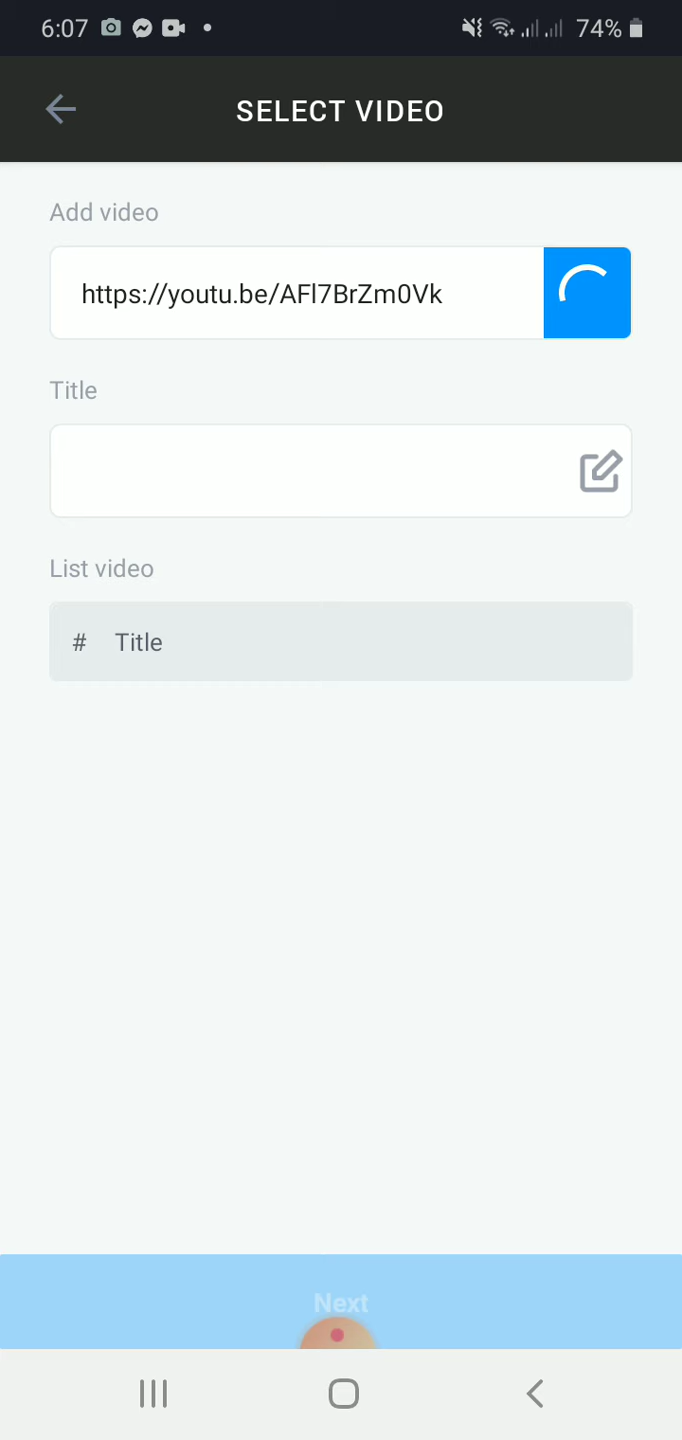 6:07 74%
SELECT VIDEO
Add video
https://youtu.be/AFl7BrZm0Vk
Title
List video
# Title
Next